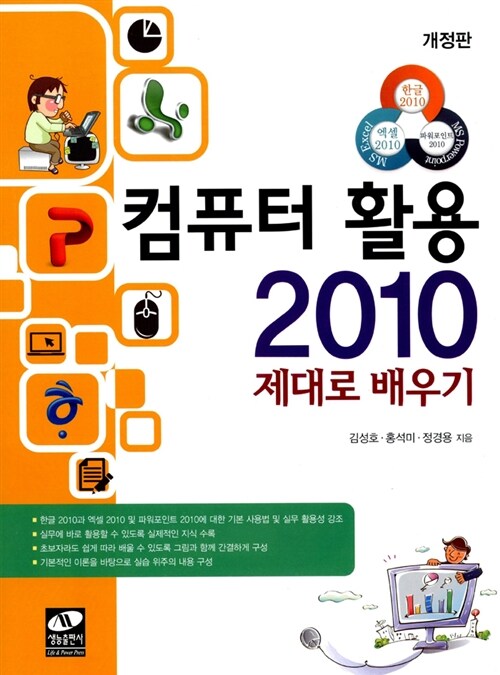 개정판
한글
2010
엑셀
2010
MS Excel
파워포인트
2010
MS Powerpoint
컴퓨터 활용
2010
제대로 배우기
김성호·홍석미·정경용 지음
한글 2010과 엑셀 2010 및 파워포인트 2010에 대한 기본 사용법 및 실무 활용성 강조
실무에 바로 활용할 수 있도록 실제적인 지식 수록
초보자라도 쉽게 따라 배울 수 있도록 그림과 함께 간결하게 구성
기본적인 이론을 바탕으로 실습 위주의 내용 구성
생능출판사
Life & Power Press